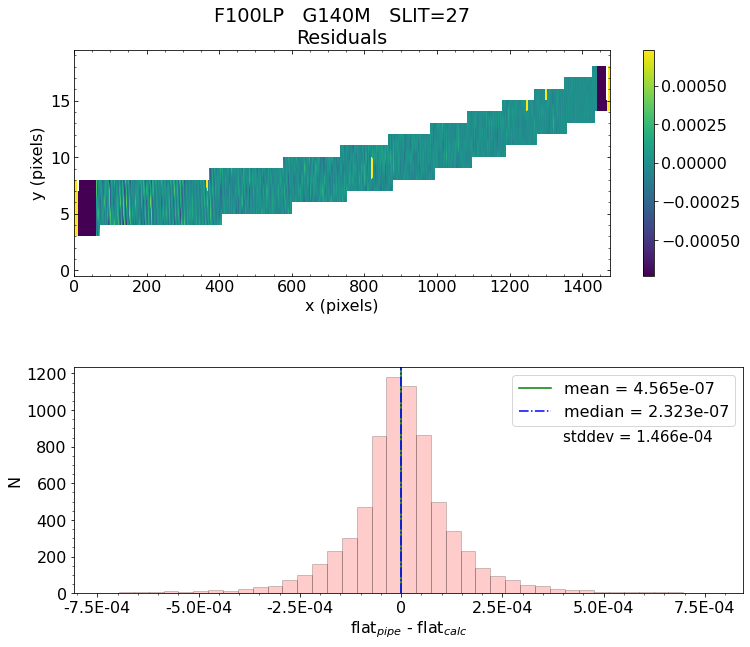 F100LP G140M SLIT=27
Residuals
15
10
5
0
y (pixels)
0 200 400 600 800 1000 1200 1400
x (pixels)
0.00050
0.00025
0.00000
−0.00025
−0.00050
1200
1000
800
600
400
200
0
N
mean = 4.565e-07
median = 2.323e-07
stddev = 1.466e-04
-7.5E-04 -5.0E-04 -2.5E-04 0 2.5E-04 5.0E-04 7.5E-04
flat_pipe - flat_calc